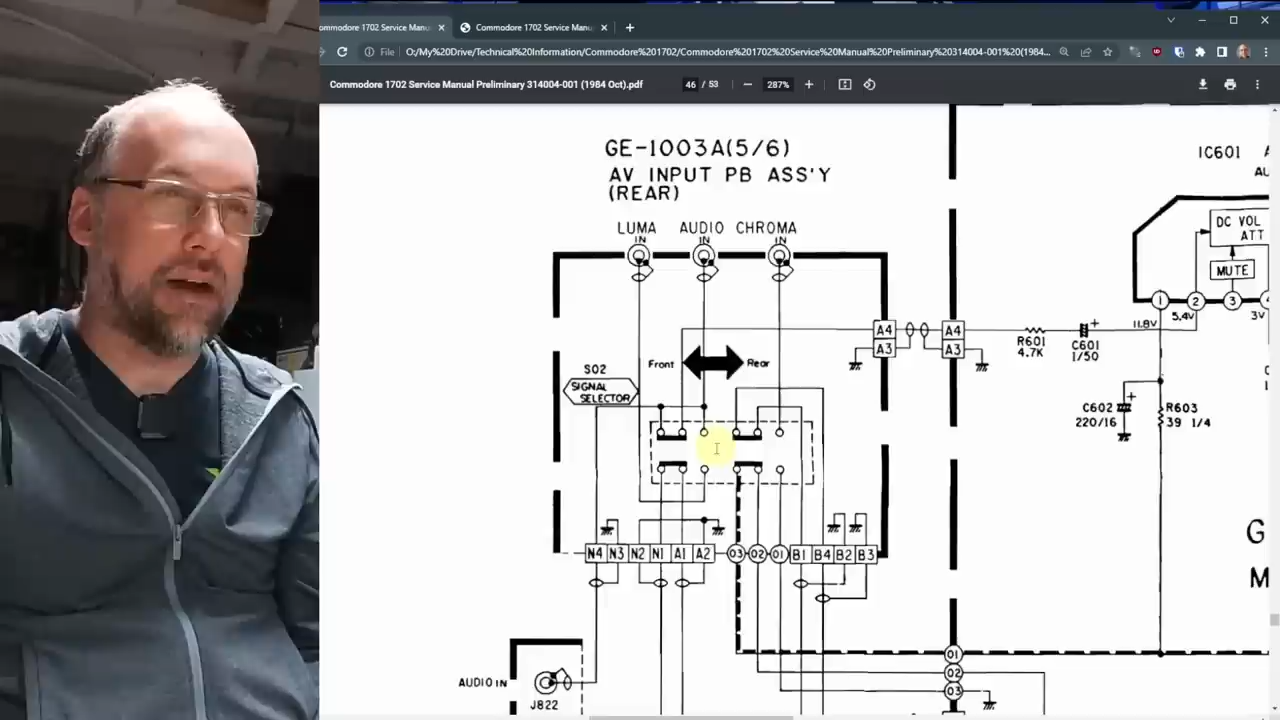 ommodore 1702 Service Manu
Commodore 1702 Service Man
File
O:/My%20Drive/Technical%20Information/Commodore%201702/Commodore%201702%20Service%20Manual%20Preliminary%20314004-001%20(1984...
Commodore 1702 Service Manual Preliminary 314004-001 (1984 Oct).pdf
46 / 53
287%
GE-1003A(5/6)
AV INPUT PB ASS'Y
(REAR)
LUMA AUDIO CHROMA
IN IN IN
IC601 A
AU
DC VOL
ATT
MUTE
1 2 3 4
11.8V 5.4V 3V
A4 A4
A3 A3
R601
4.7K
C601
1/50
+
Front Rear
S02
SIGNAL
SELECTOR
C602
220/16
+
R603
39 1/4
N4 N3 N2 N1 A1 A2 03 02 01 B1 B4 B2 B3
G
M
01
02
03
AUDIO IN
J822